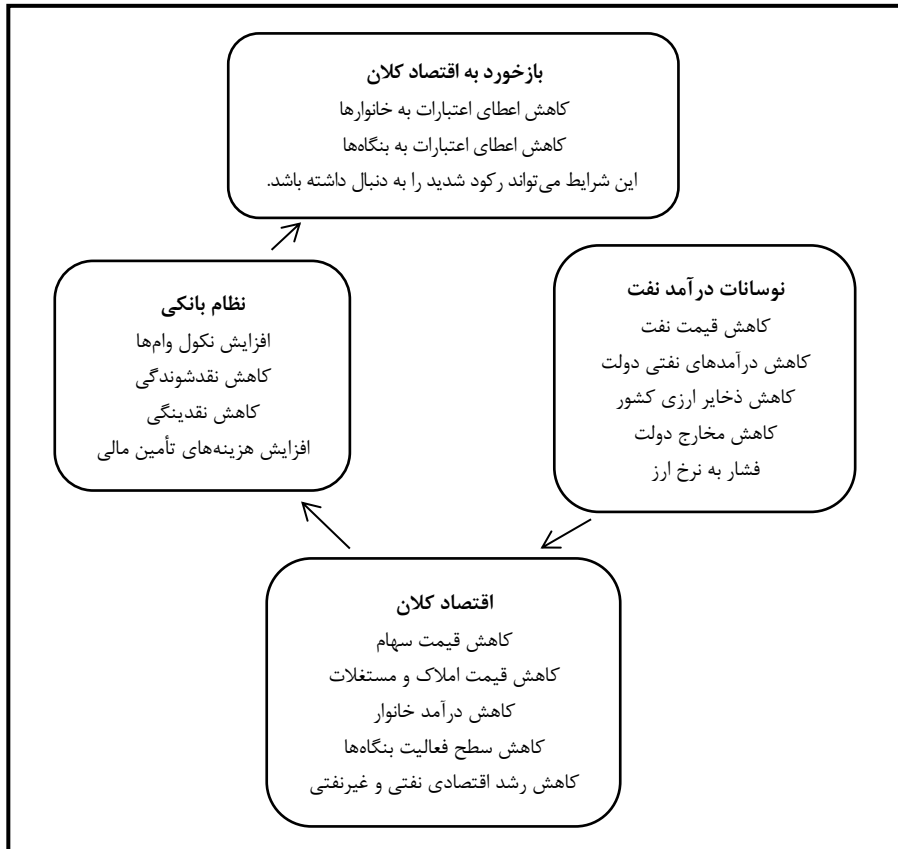 بازخورد به اقتصاد کلان
کاهش اعطای اعتبارات به خانوارها
کاهش اعطای اعتبارات به بنگاه‌ها
این شرایط می‌تواند رکود شدید را به دنبال داشته باشد.
نوسانات درآمد نفت
کاهش قیمت نفت
کاهش درآمدهای نفتی دولت
کاهش ذخایر ارزی کشور
کاهش مخارج دولت
فشار به نرخ ارز
نظام بانکی
افزایش نکول وام‌ها
کاهش نقدشوندگی
کاهش نقدینگی
افزایش هزینه‌های تأمین مالی
اقتصاد کلان
کاهش قیمت سهام
کاهش قیمت املاک و مستغلات
کاهش درآمد خانوار
کاهش سطح فعالیت بنگاه‌ها
کاهش رشد اقتصادی نفتی و غیرنفتی